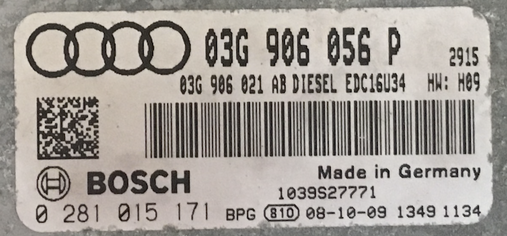 03G 906 056 P 2915
03G 906 021 AB DIESEL EDC16U34 HW: H09
BOSCH Made in Germany
1039S27771
0 281 015 171 BPG 810 08-10-09 1349 1134